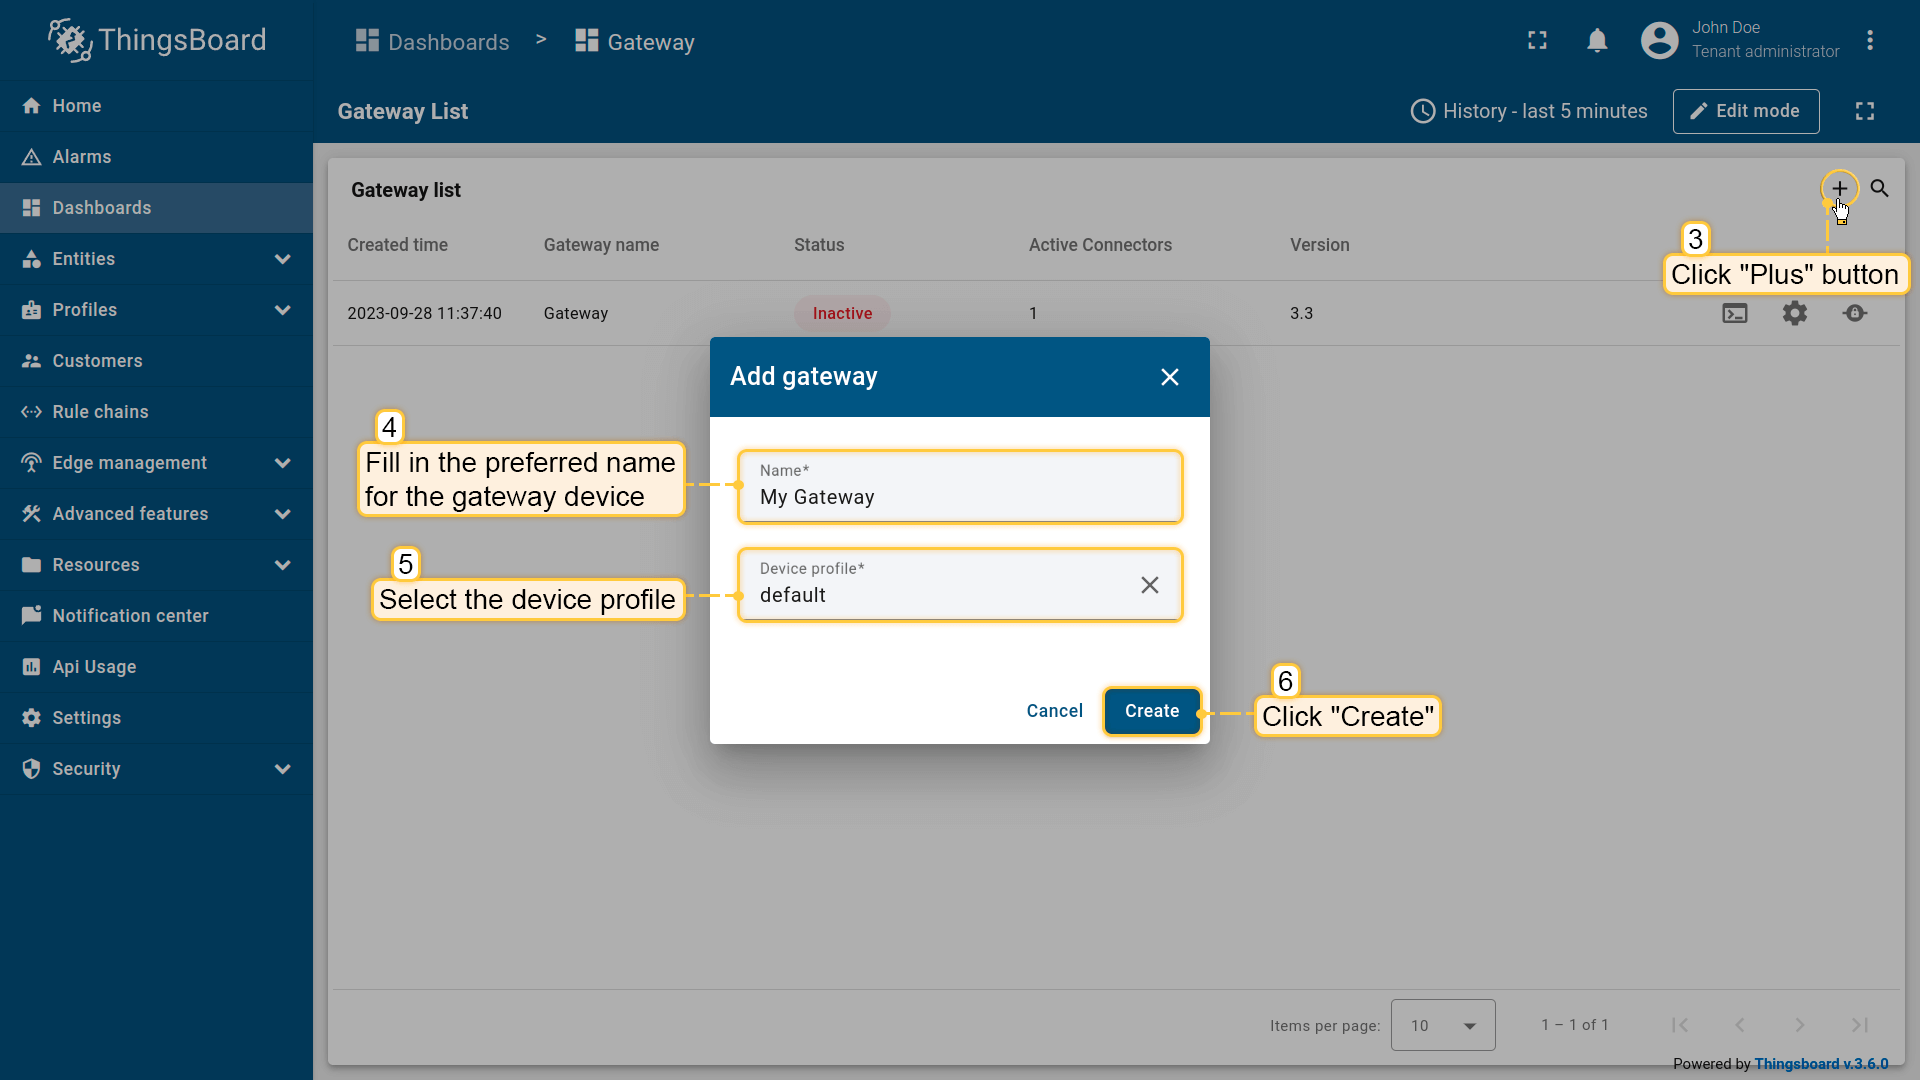 ThingsBoard
Dashboards > Gateway
John Doe
Tenant administrator
Home
Alarms
Dashboards
Entities
Profiles
Customers
Rule chains
Edge management
Advanced features
Resources
Notification center
Api Usage
Settings
Security
Gateway List
History - last 5 minutes
Edit mode
Gateway list
Created time Gateway name Status Active Connectors Version
3
Click "Plus" button
2023-09-28 11:37:40 Gateway Inactive 1 3.3
Add gateway
4
Fill in the preferred name
for the gateway device
Name*
My Gateway
5
Select the device profile
Device profile*
default
Cancel Create
6
Click "Create"
Items per page: 10 1 – 1 of 1
Powered by Thingsboard v.3.6.0